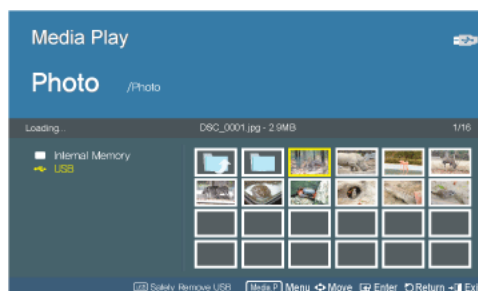 Media Play
Photo /Photo
Loading... DSC_0001.jpg - 2.9MB 1/16
Internal Memory
USB
Safely Remove USB Media P Menu Move Enter Return Exi